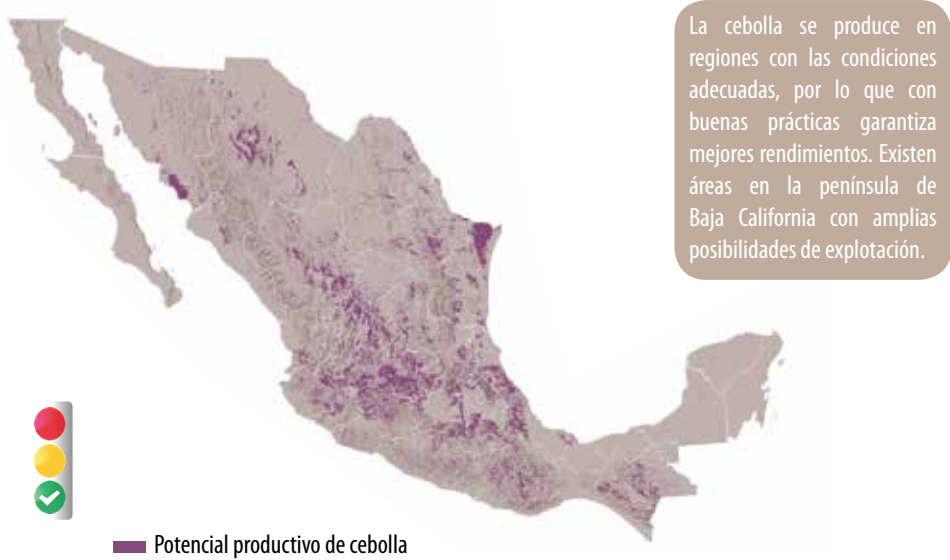 La cebolla se produce en
regiones con las condiciones
adecuadas, por lo que con
buenas prácticas garantiza
mejores rendimientos. Existen
áreas en la península de
Baja California con amplias
posibilidades de explotación.
Potencial productivo de cebolla